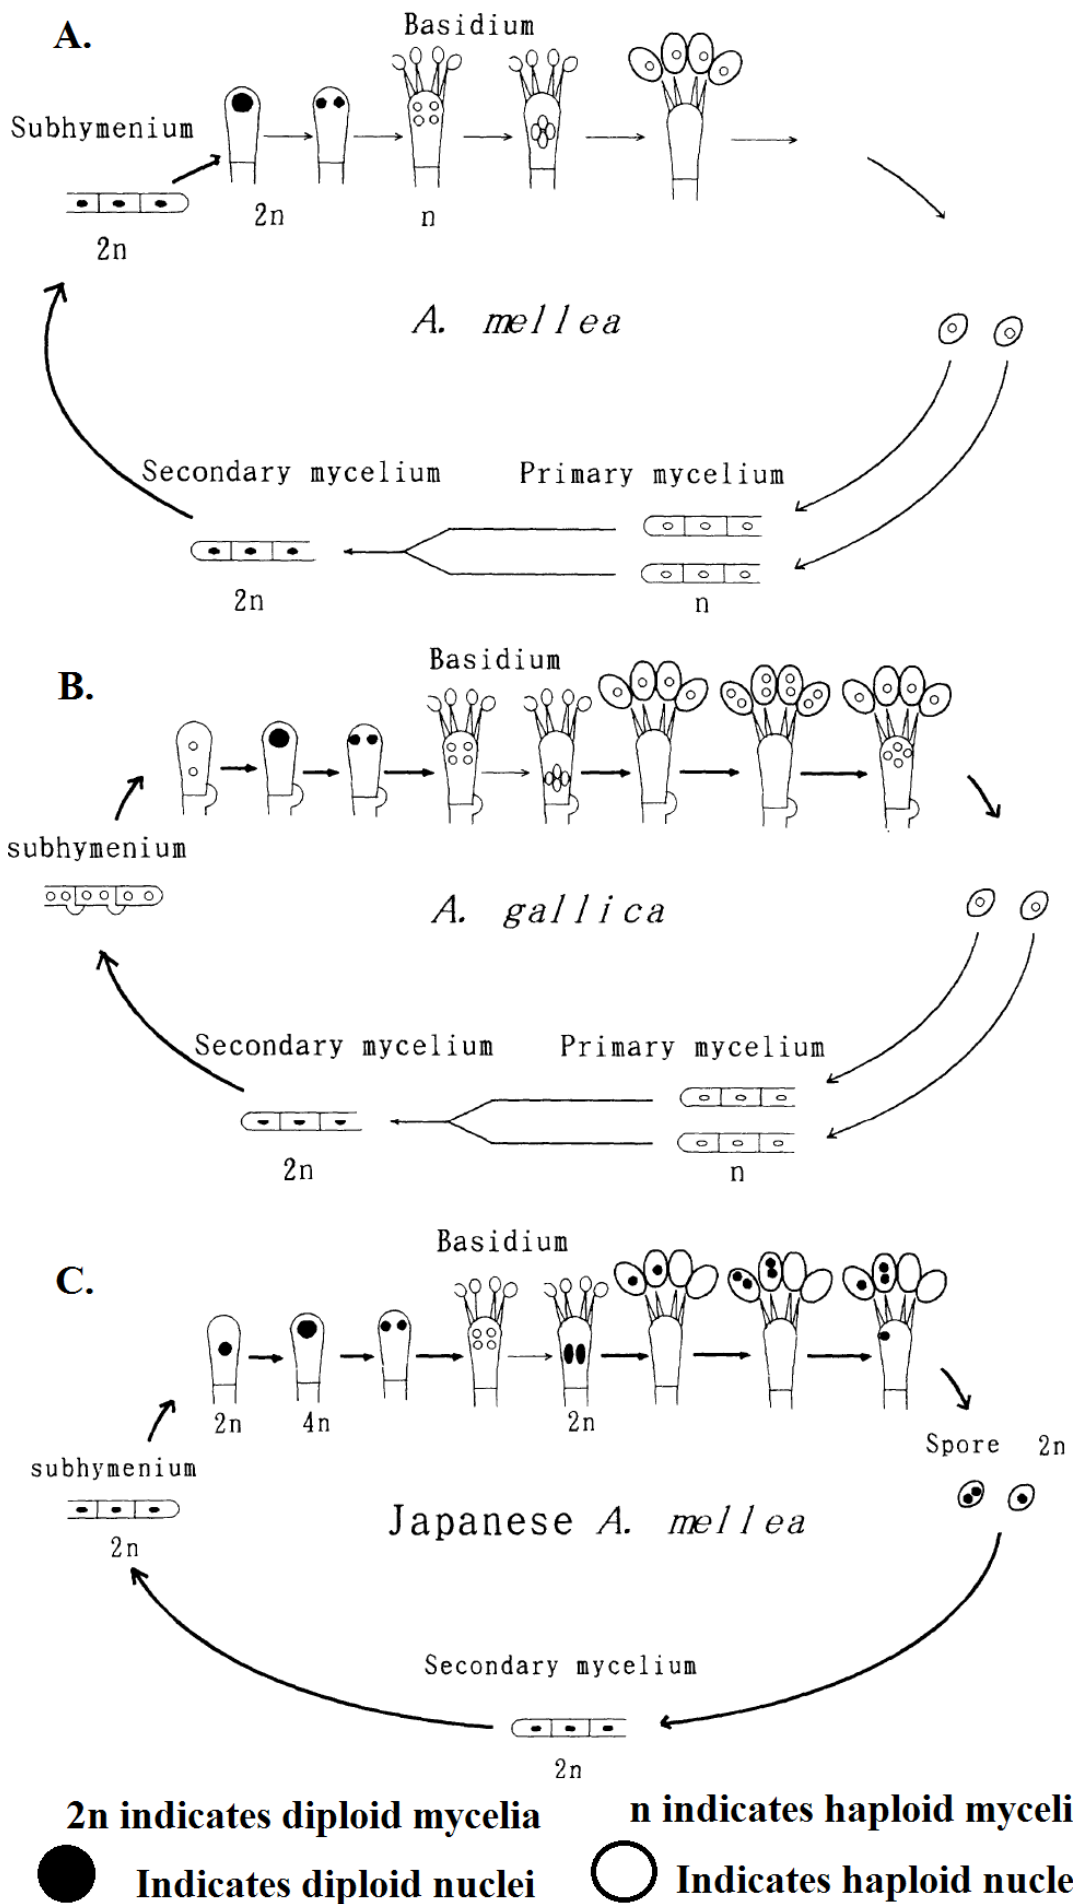 A.
Basidium
Subhymenium
2n
n
2n
A. mellea
Secondary mycelium
Primary mycelium
2n
n
B.
Basidium
subhymenium
A. gallica
Secondary mycelium
Primary mycelium
2n
n
C.
Basidium
2n
4n
2n
Spore 2n
subhymenium
2n
Japanese A. mellea
Secondary mycelium
2n
2n indicates diploid mycelia
n indicates haploid myceli
Indicates diploid nuclei
Indicates haploid nucle